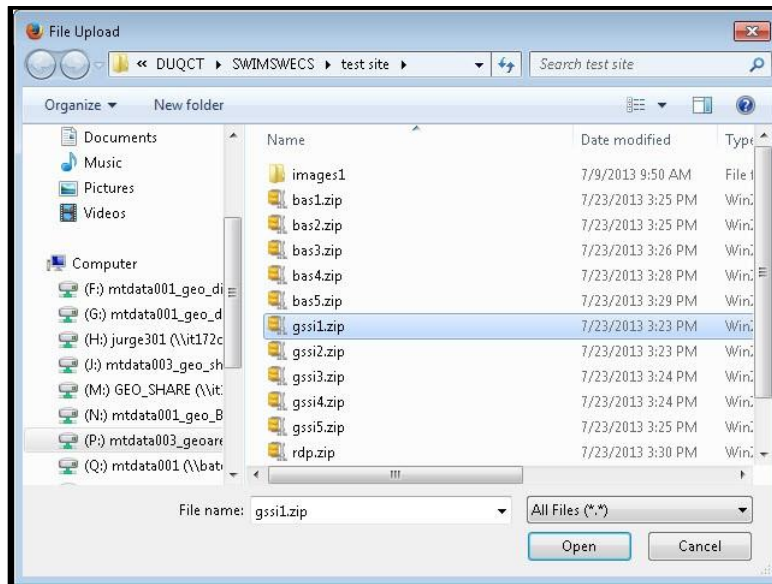 File Upload
« DUQCT ▸ SWIMSWECS ▸ test site ▸ Search test site
Organize ▾ New folder
Documents
Music
Pictures
Videos
Computer
(F:) mtdata001_geo_di
(G:) mtdata001_geo_d
(H:) jurge301 (\\it172c
(J:) mtdata003_geo_sh
(M:) GEO_SHARE (\\it
(N:) mtdata001_geo_B
(P:) mtdata003_geoare
(Q:) mtdata001 (\\bat
Name Date modified Type
images1 7/9/2013 9:50 AM File f
bas1.zip 7/23/2013 3:25 PM Win
bas2.zip 7/23/2013 3:25 PM Win
bas3.zip 7/23/2013 3:26 PM Win
bas4.zip 7/23/2013 3:28 PM Win
bas5.zip 7/23/2013 3:29 PM Win
gssi1.zip 7/23/2013 3:23 PM Win
gssi2.zip 7/23/2013 3:23 PM Win
gssi3.zip 7/23/2013 3:24 PM Win
gssi4.zip 7/23/2013 3:24 PM Win
gssi5.zip 7/23/2013 3:25 PM Win
rdp.zip 7/23/2013 3:30 PM Win
File name: gssi1.zip All Files (*.*)
Open Cancel